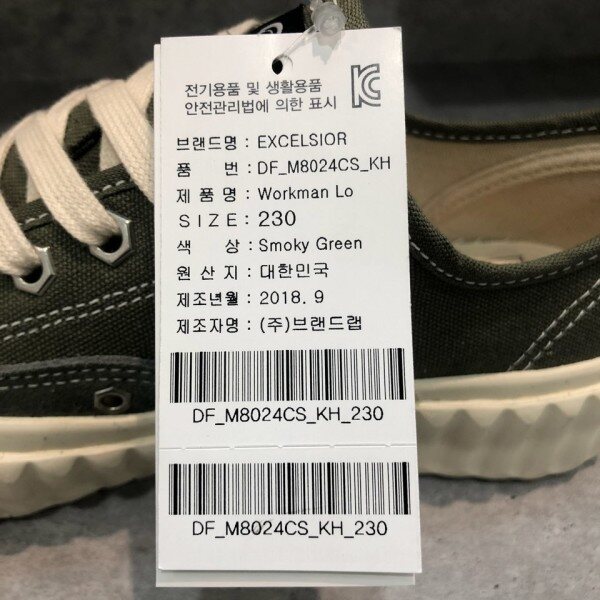 전기용품 및 생활용품
안전관리법에 의한 표시
브랜드명 : EXCELSIOR
품 번 : DF_M8024CS_KH
제 품 명 : Workman Lo
SIZE : 230
색 상 : Smoky Green
원 산 지 : 대한민국
제조년월 : 2018. 9
제조자명 : (주)브랜드랩
DF_M8024CS_KH_230
DF_M8024CS_KH_230